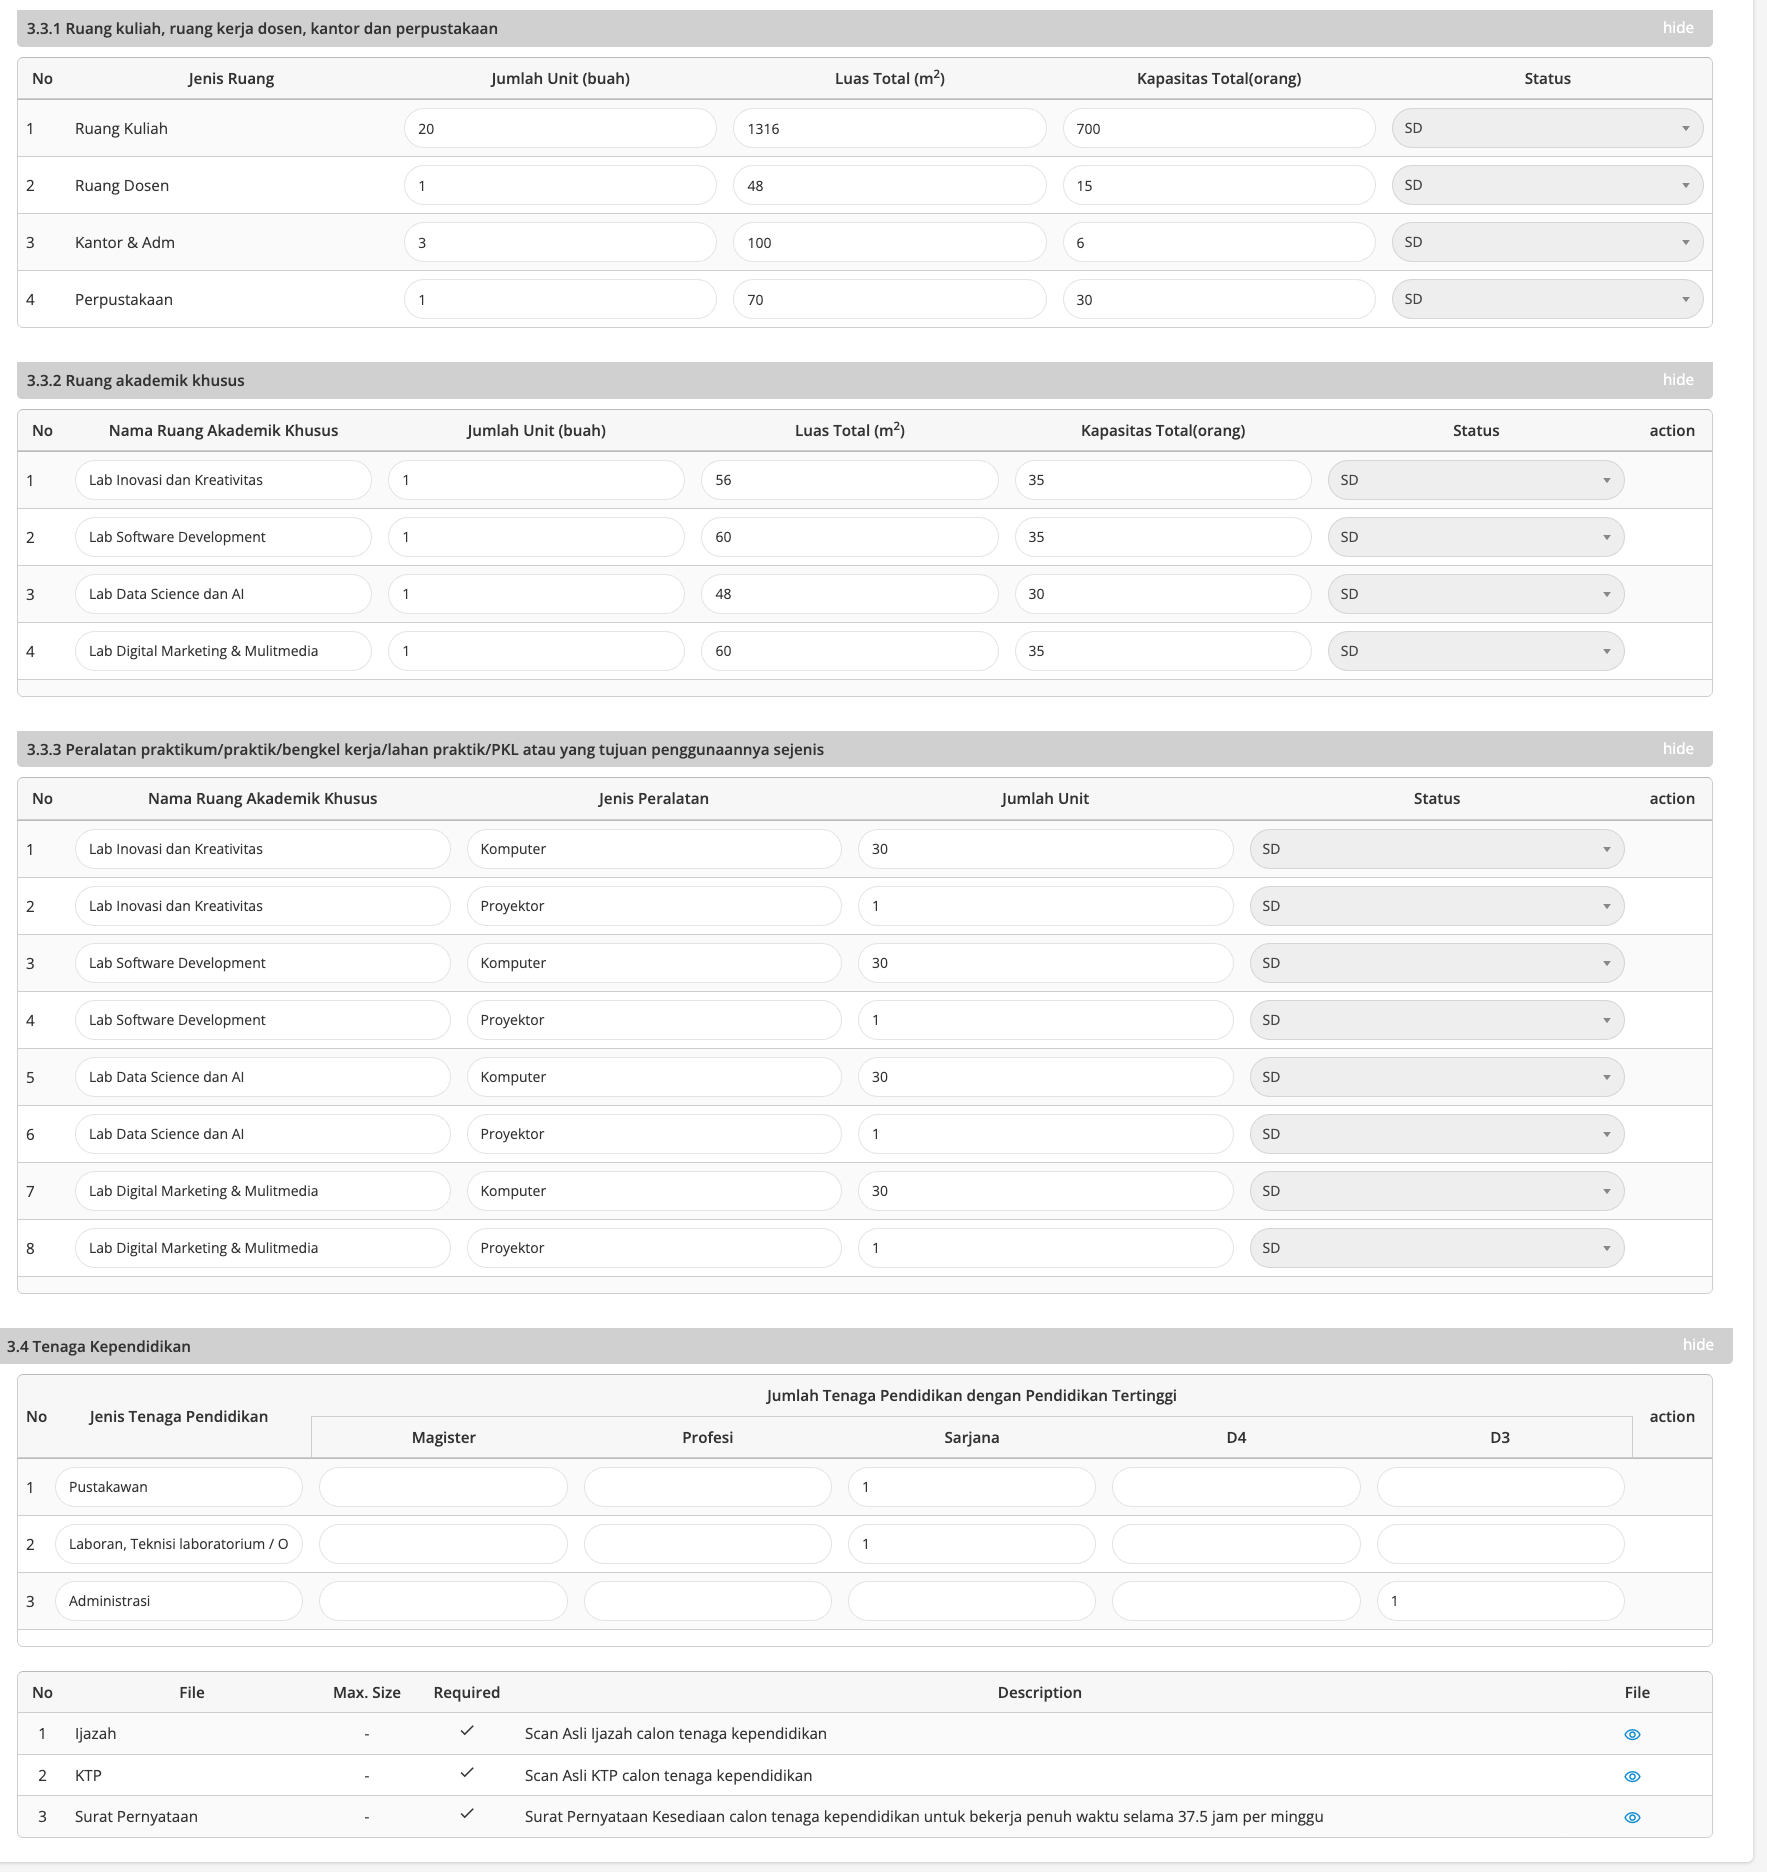 3.3.1 Ruang kuliah, ruang kerja dosen, kantor dan perpustakaan hide
No Jenis Ruang Jumlah Unit (buah) Luas Total (m²) Kapasitas Total(orang) Status
1 Ruang Kuliah 20 1316 700 SD
2 Ruang Dosen 1 48 15 SD
3 Kantor & Adm 3 100 6 SD
4 Perpustakaan 1 70 30 SD
3.3.2 Ruang akademik khusus hide
No Nama Ruang Akademik Khusus Jumlah Unit (buah) Luas Total (m²) Kapasitas Total(orang) Status action
1 Lab Inovasi dan Kreativitas 1 56 35 SD
2 Lab Software Development 1 60 35 SD
3 Lab Data Science dan AI 1 48 30 SD
4 Lab Digital Marketing & Mulitmedia 1 60 35 SD
3.3.3 Peralatan praktikum/praktik/bengkel kerja/lahan praktik/PKL atau yang tujuan penggunaannya sejenis hide
No Nama Ruang Akademik Khusus Jenis Peralatan Jumlah Unit Status action
1 Lab Inovasi dan Kreativitas Komputer 30 SD
2 Lab Inovasi dan Kreativitas Proyektor 1 SD
3 Lab Software Development Komputer 30 SD
4 Lab Software Development Proyektor 1 SD
5 Lab Data Science dan AI Komputer 30 SD
6 Lab Data Science dan AI Proyektor 1 SD
7 Lab Digital Marketing & Mulitmedia Komputer 30 SD
8 Lab Digital Marketing & Mulitmedia Proyektor 1 SD
3.4 Tenaga Kependidikan hide
Jumlah Tenaga Pendidikan dengan Pendidikan Tertinggi
No Jenis Tenaga Pendidikan action
Magister Profesi Sarjana D4 D3
1 Pustakawan 1
2 Laboran, Teknisi laboratorium / O 1
3 Administrasi 1
No File Max. Size Required Description File
1 Ijazah - ✓ Scan Asli Ijazah calon tenaga kependidikan
2 KTP - ✓ Scan Asli KTP calon tenaga kependidikan
3 Surat Pernyataan - ✓ Surat Pernyataan Kesediaan calon tenaga kependidikan untuk bekerja penuh waktu selama 37.5 jam per minggu